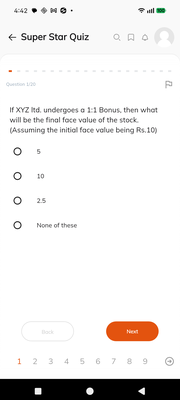 4:42
100
Super Star Quiz
Question 1/20
If XYZ ltd. undergoes a 1:1 Bonus, then what
will be the final face value of the stock.
(Assuming the initial face value being Rs.10)
5
10
2.5
None of these
Back
Next
1 2 3 4 5 6 7 8 9